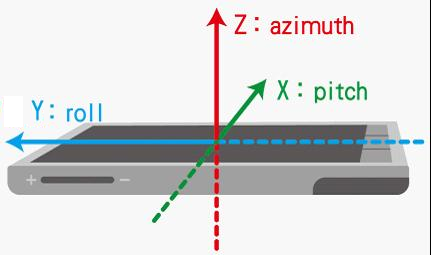 Z: azimuth
X: pitch
Y: roll
+ −